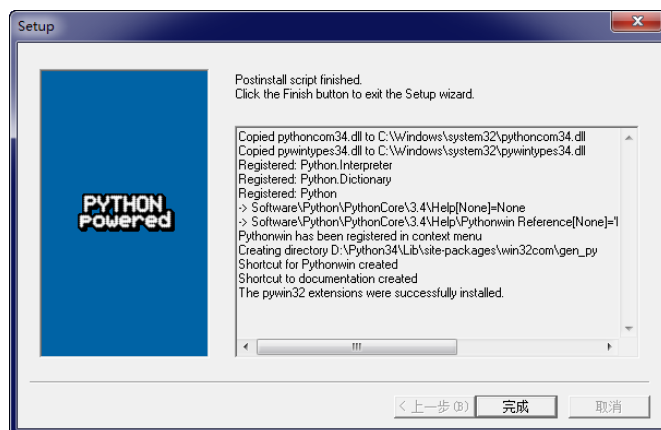 Setup
Postinstall script finished.
Click the Finish button to exit the Setup wizard.
PYTHON
Powered
Copied pythoncom34.dll to C:\Windows\system32\pythoncom34.dll
Copied pywintypes34.dll to C:\Windows\system32\pywintypes34.dll
Registered: Python.Interpreter
Registered: Python.Dictionary
Registered: Python
-> Software\Python\PythonCore\3.4\Help[None]=None
-> Software\Python\PythonCore\3.4\Help\Pythonwin Reference[None]='I
Pythonwin has been registered in context menu
Creating directory D:\Python34\Lib\site-packages\win32com\gen_py
Shortcut for Pythonwin created
Shortcut to documentation created
The pywin32 extensions were successfully installed.
< 上一步(B) 完成 取消